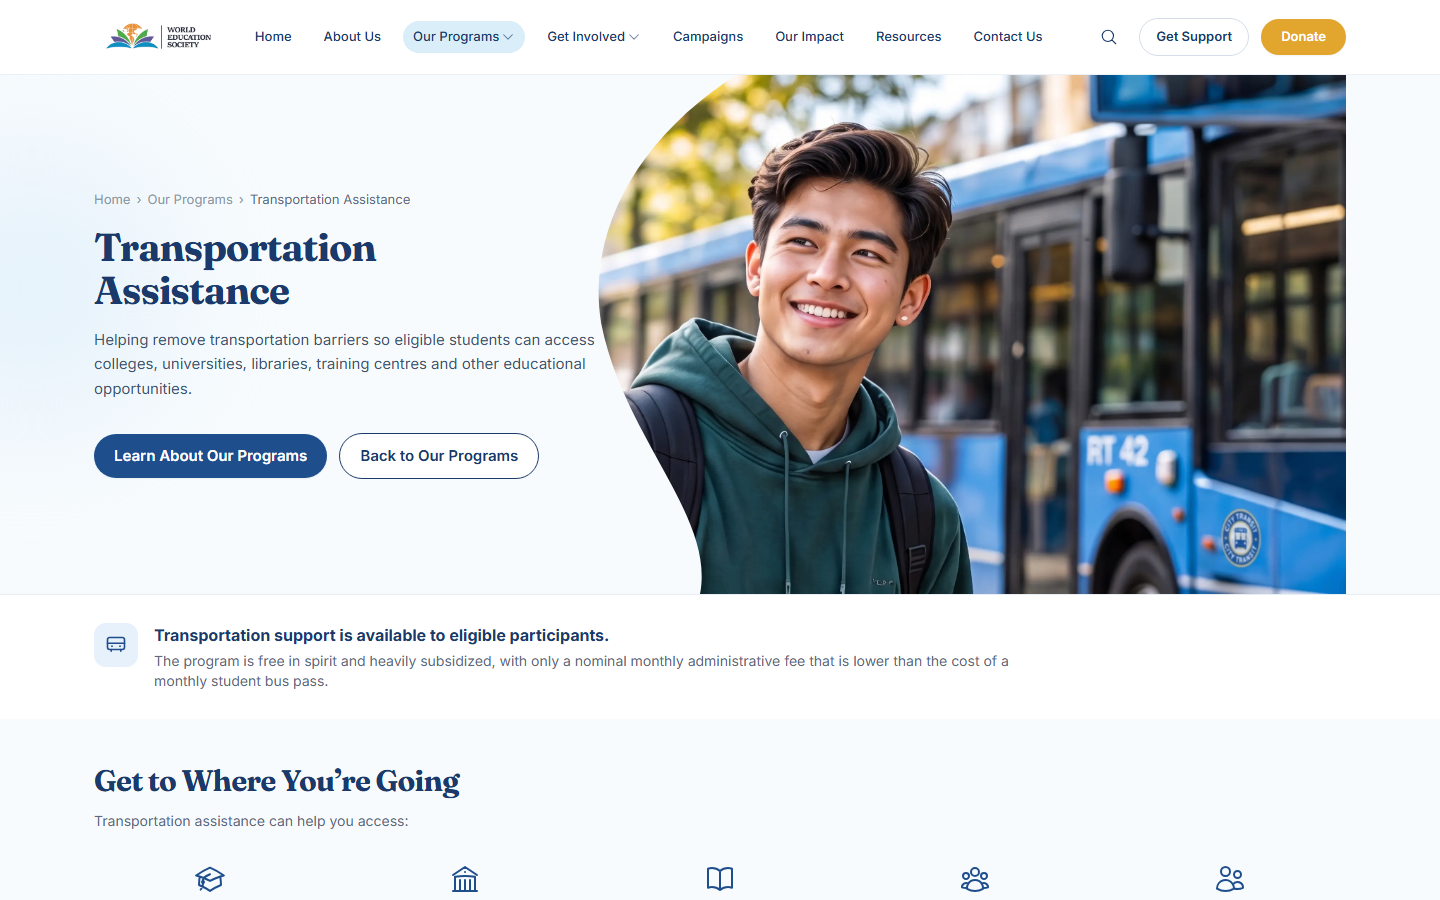 WORLD
EDUCATION
SOCIETY
Home
About Us
Our Programs
Get Involved
Campaigns
Our Impact
Resources
Contact Us
Get Support
Donate
Home › Our Programs › Transportation Assistance
Transportation
Assistance
Helping remove transportation barriers so eligible students can access
colleges, universities, libraries, training centres and other educational
opportunities.
Learn About Our Programs
Back to Our Programs
RT 42
CITY TRANSIT
CITY TRANSIT
Transportation support is available to eligible participants.
The program is free in spirit and heavily subsidized, with only a nominal monthly administrative fee that is lower than the cost of a
monthly student bus pass.
Get to Where You’re Going
Transportation assistance can help you access: